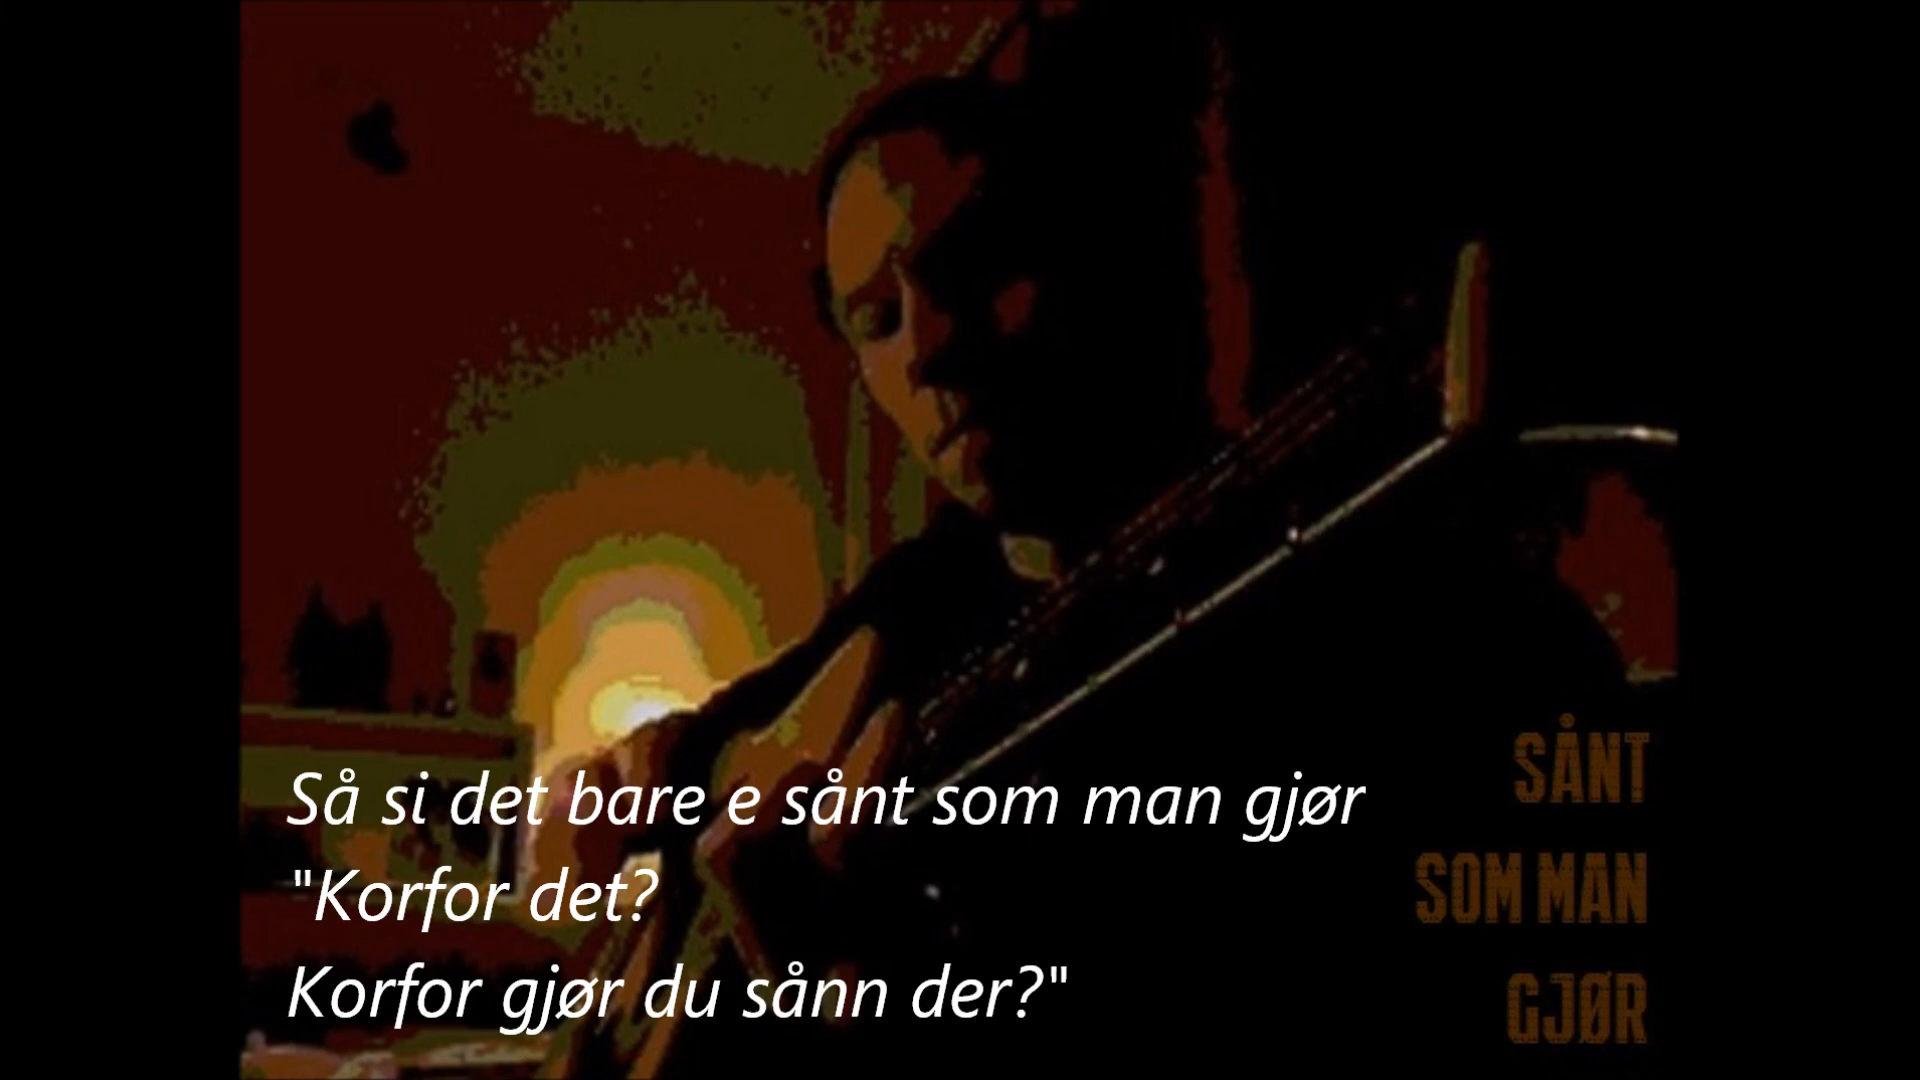 Så si det bare e sånt som man gjør
"Korfor det?
Korfor gjør du sånn der?"
SÅNT
SOM MAN
GJØR